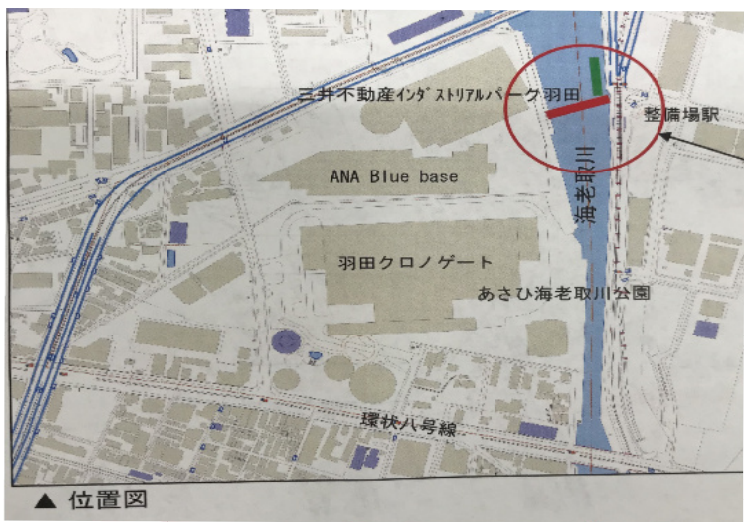 三井不動産インダストリアルパーク羽田
整備場駅
ANA Blue base
海老取川
羽田クロノゲート
あさひ海老取川公園
環状八号線
▲ 位置図